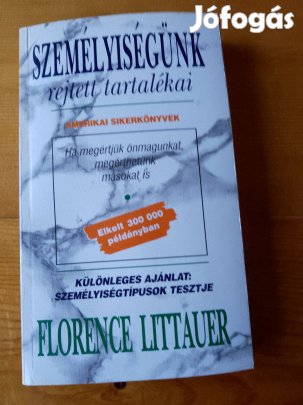 Jófogás
SZEMÉLYISÉGÜNK
rejtett tartalékai
AMERIKAI SIKERKÖNYVEK
Ha megértjük önmagunkat,
megérthetünk
másokat is
Elkelt 300 000
példányban
KÜLÖNLEGES AJÁNLAT:
SZEMÉLYISÉGTÍPUSOK TESZTJE
FLORENCE LITTAUER